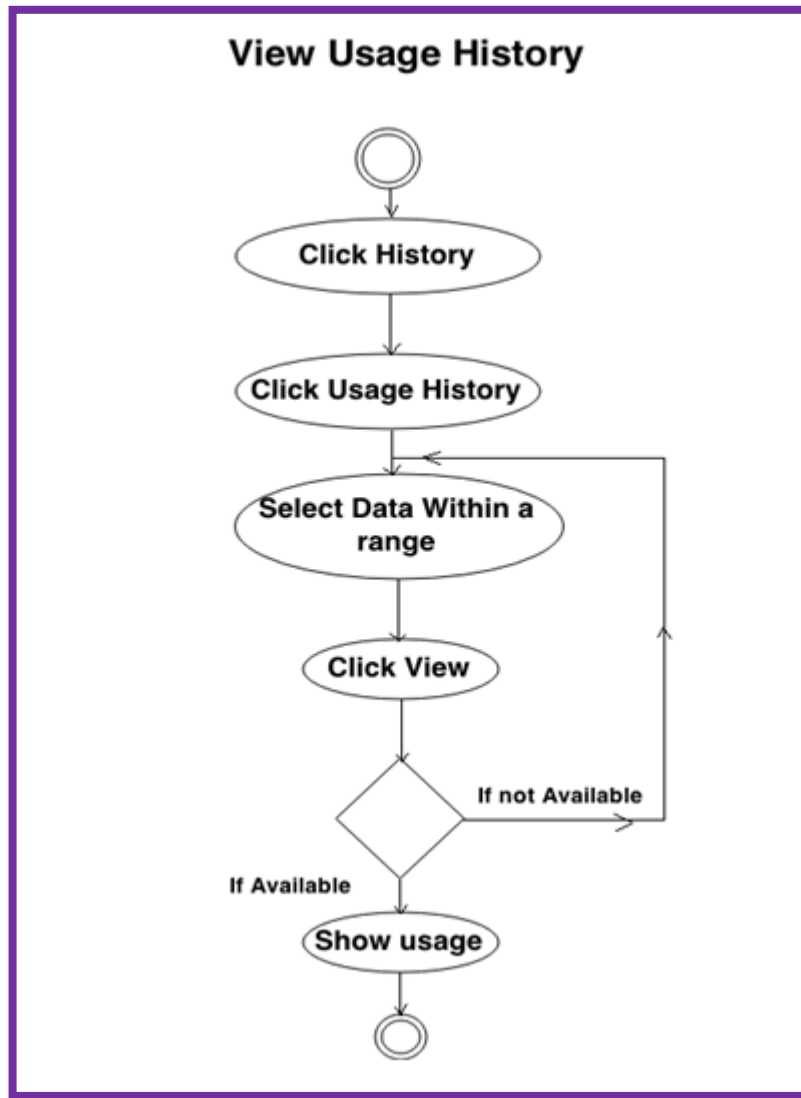 View Usage History
Click History
Click Usage History
Select Data Within a
range
Click View
If not Available
If Available
Show usage